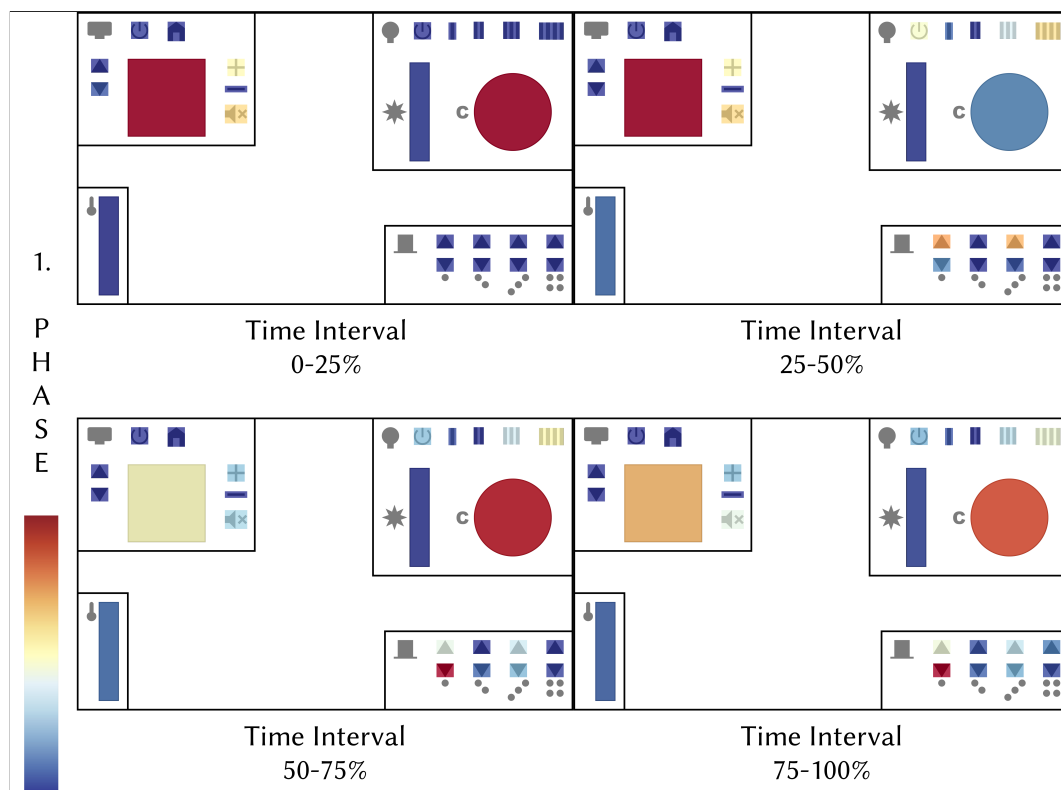 C
C
1.
P
H
A
S
E
Time Interval
0-25%
Time Interval
25-50%
C
C
Time Interval
50-75%
Time Interval
75-100%